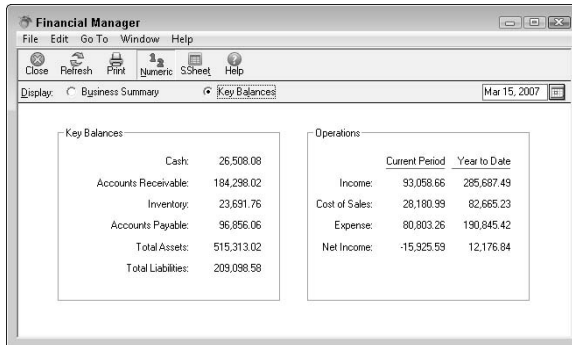 Financial Manager
File Edit Go To Window Help
Close Refresh Print Numeric SSheet Help
Display: Business Summary Key Balances Mar 15, 2007
Key Balances
Cash: 26,508.08
Accounts Receivable: 184,298.02
Inventory: 23,691.76
Accounts Payable: 96,856.06
Total Assets: 515,313.02
Total Liabilities: 209,098.58
Operations
Current Period Year to Date
Income: 93,058.66 285,687.49
Cost of Sales: 28,180.99 82,665.23
Expense: 80,803.26 190,845.42
Net Income: -15,925.59 12,176.84